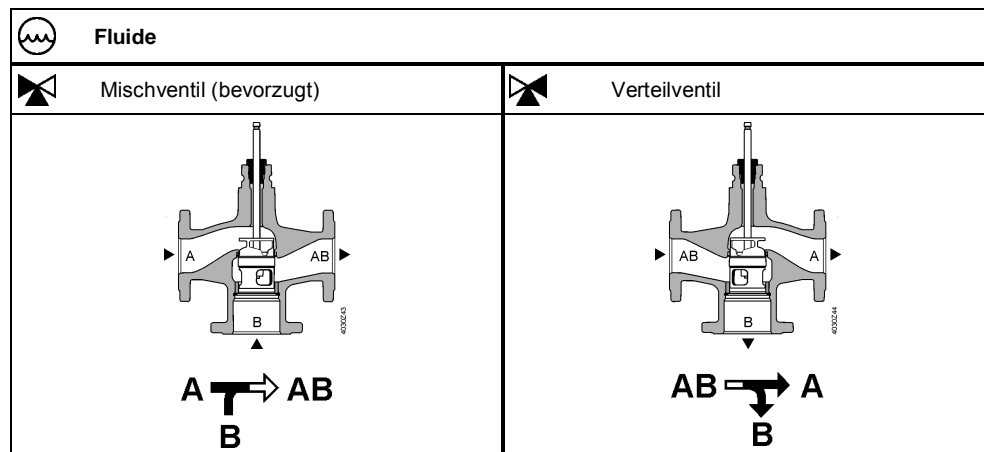 Fluide
Mischventil (bevorzugt)
Verteilventil
A
AB
B
4030Z43
A
AB
B
AB
A
B
4030Z44
AB
A
B